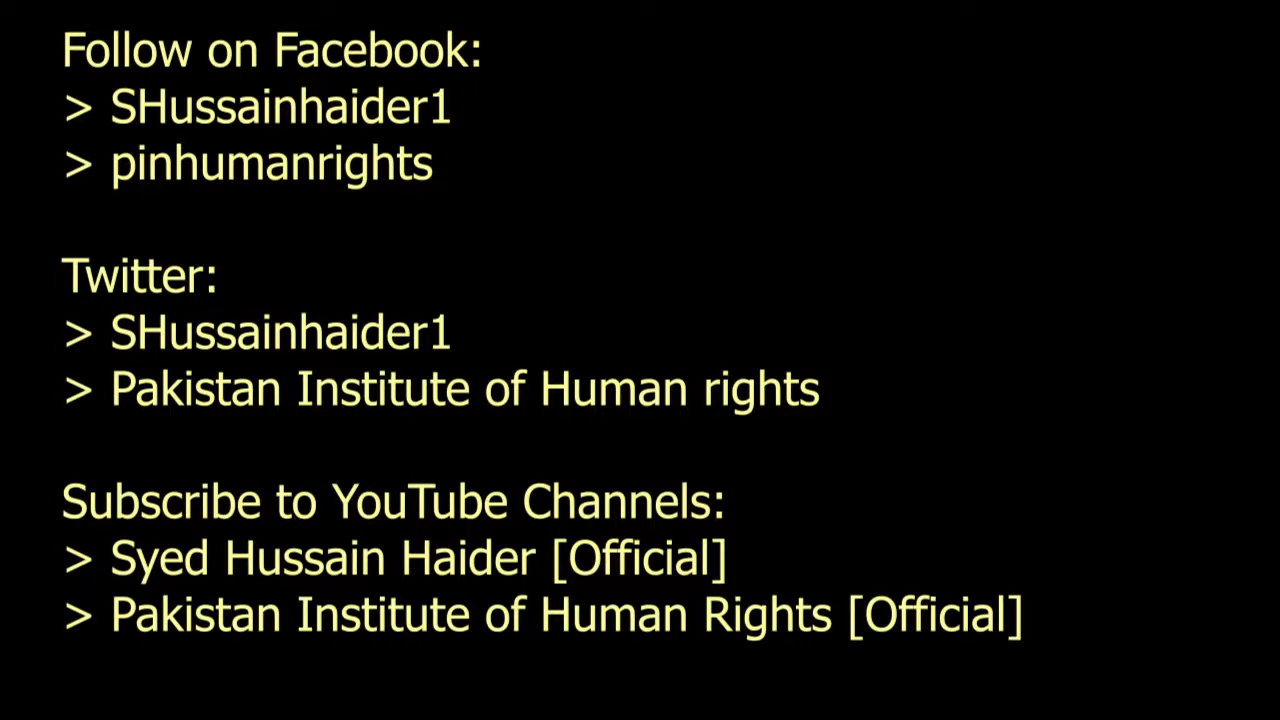 Follow on Facebook:
> SHussainhaider1
> pinhumanrights
Twitter:
> SHussainhaider1
> Pakistan Institute of Human rights
Subscribe to YouTube Channels:
> Syed Hussain Haider [Official]
> Pakistan Institute of Human Rights [Official]